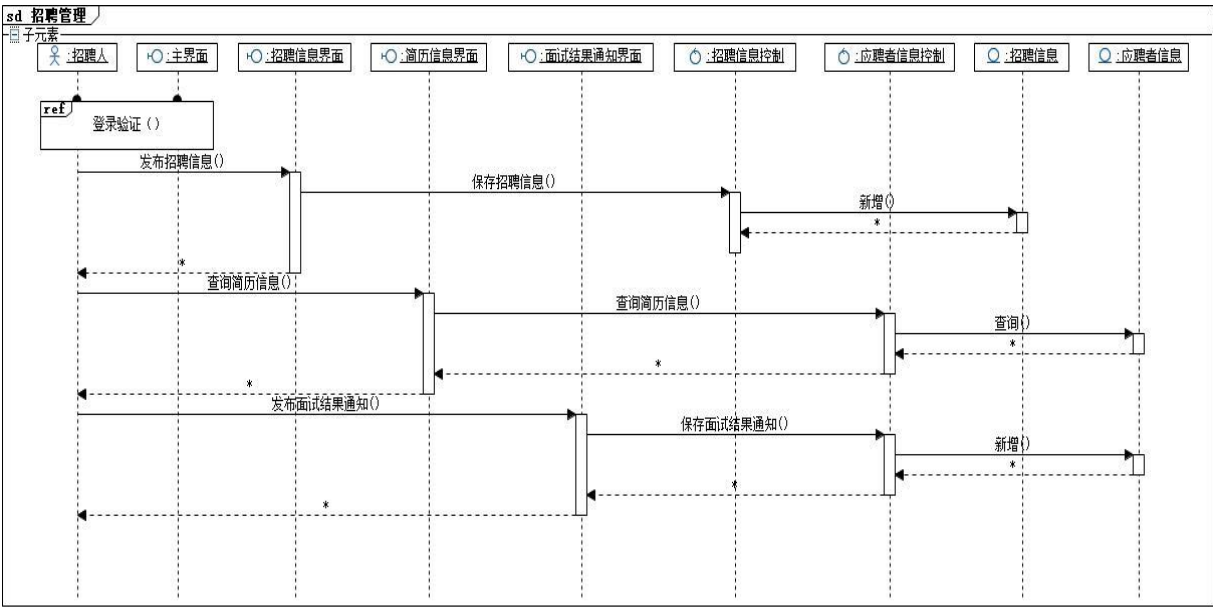 sd 招聘管理
子元素
:招聘人 :主界面 :招聘信息界面 :简历信息界面 :面试结果通知界面 :招聘信息控制 :应聘者信息控制 :招聘信息 :应聘者信息
ref
登录验证（）
发布招聘信息()
保存招聘信息()
新增()
*
*
查询简历信息()
查询简历信息()
查询()
*
*
*
发布面试结果通知()
保存面试结果通知()
新增()
*
*
*